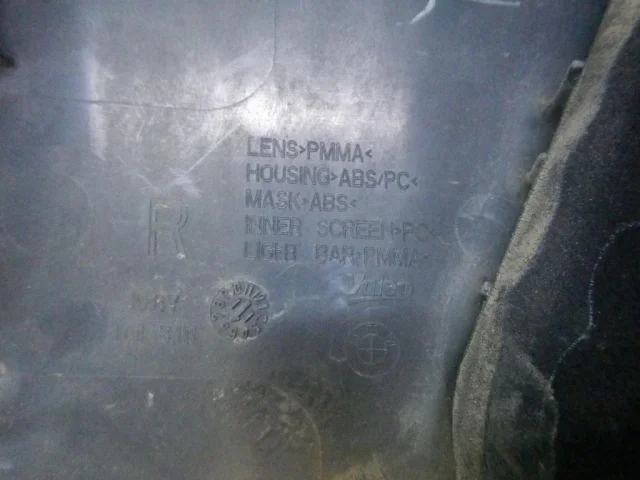 LENS>PMMA<
HOUSING>ABS/PC<
MASK>ABS<
INNER SCREEN>PC<
LIGHT BAR>PMMA<
R
Valeo